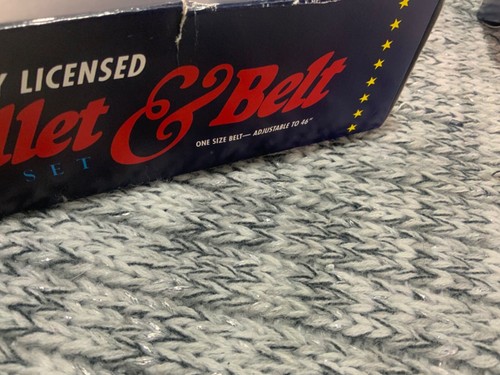 Y LICENSED
llet & Belt
SET
ONE SIZE BELT— ADJUSTABLE TO 46"